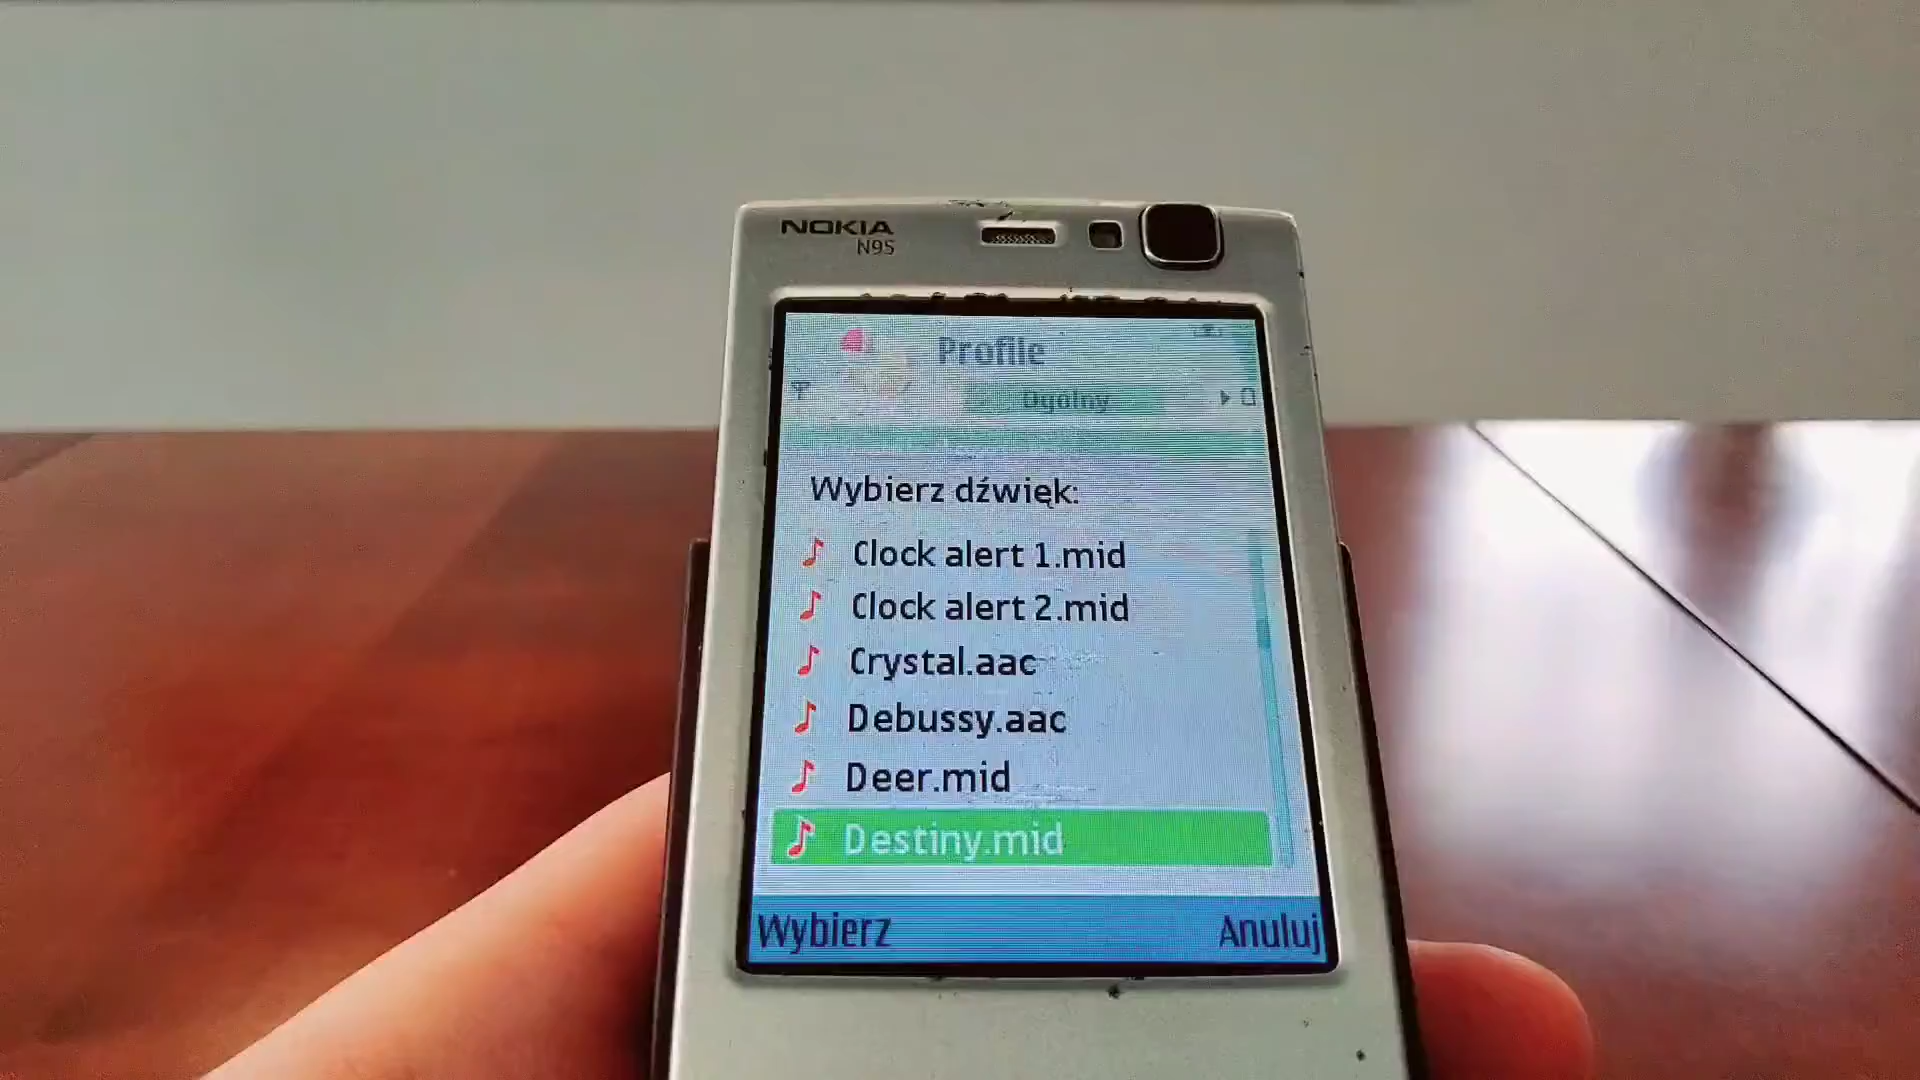 NOKIA
N95
Profile
Ogólny
Wybierz dźwięk:
Clock alert 1.mid
Clock alert 2.mid
Crystal.aac
Debussy.aac
Deer.mid
Destiny.mid
Wybierz
Anuluj